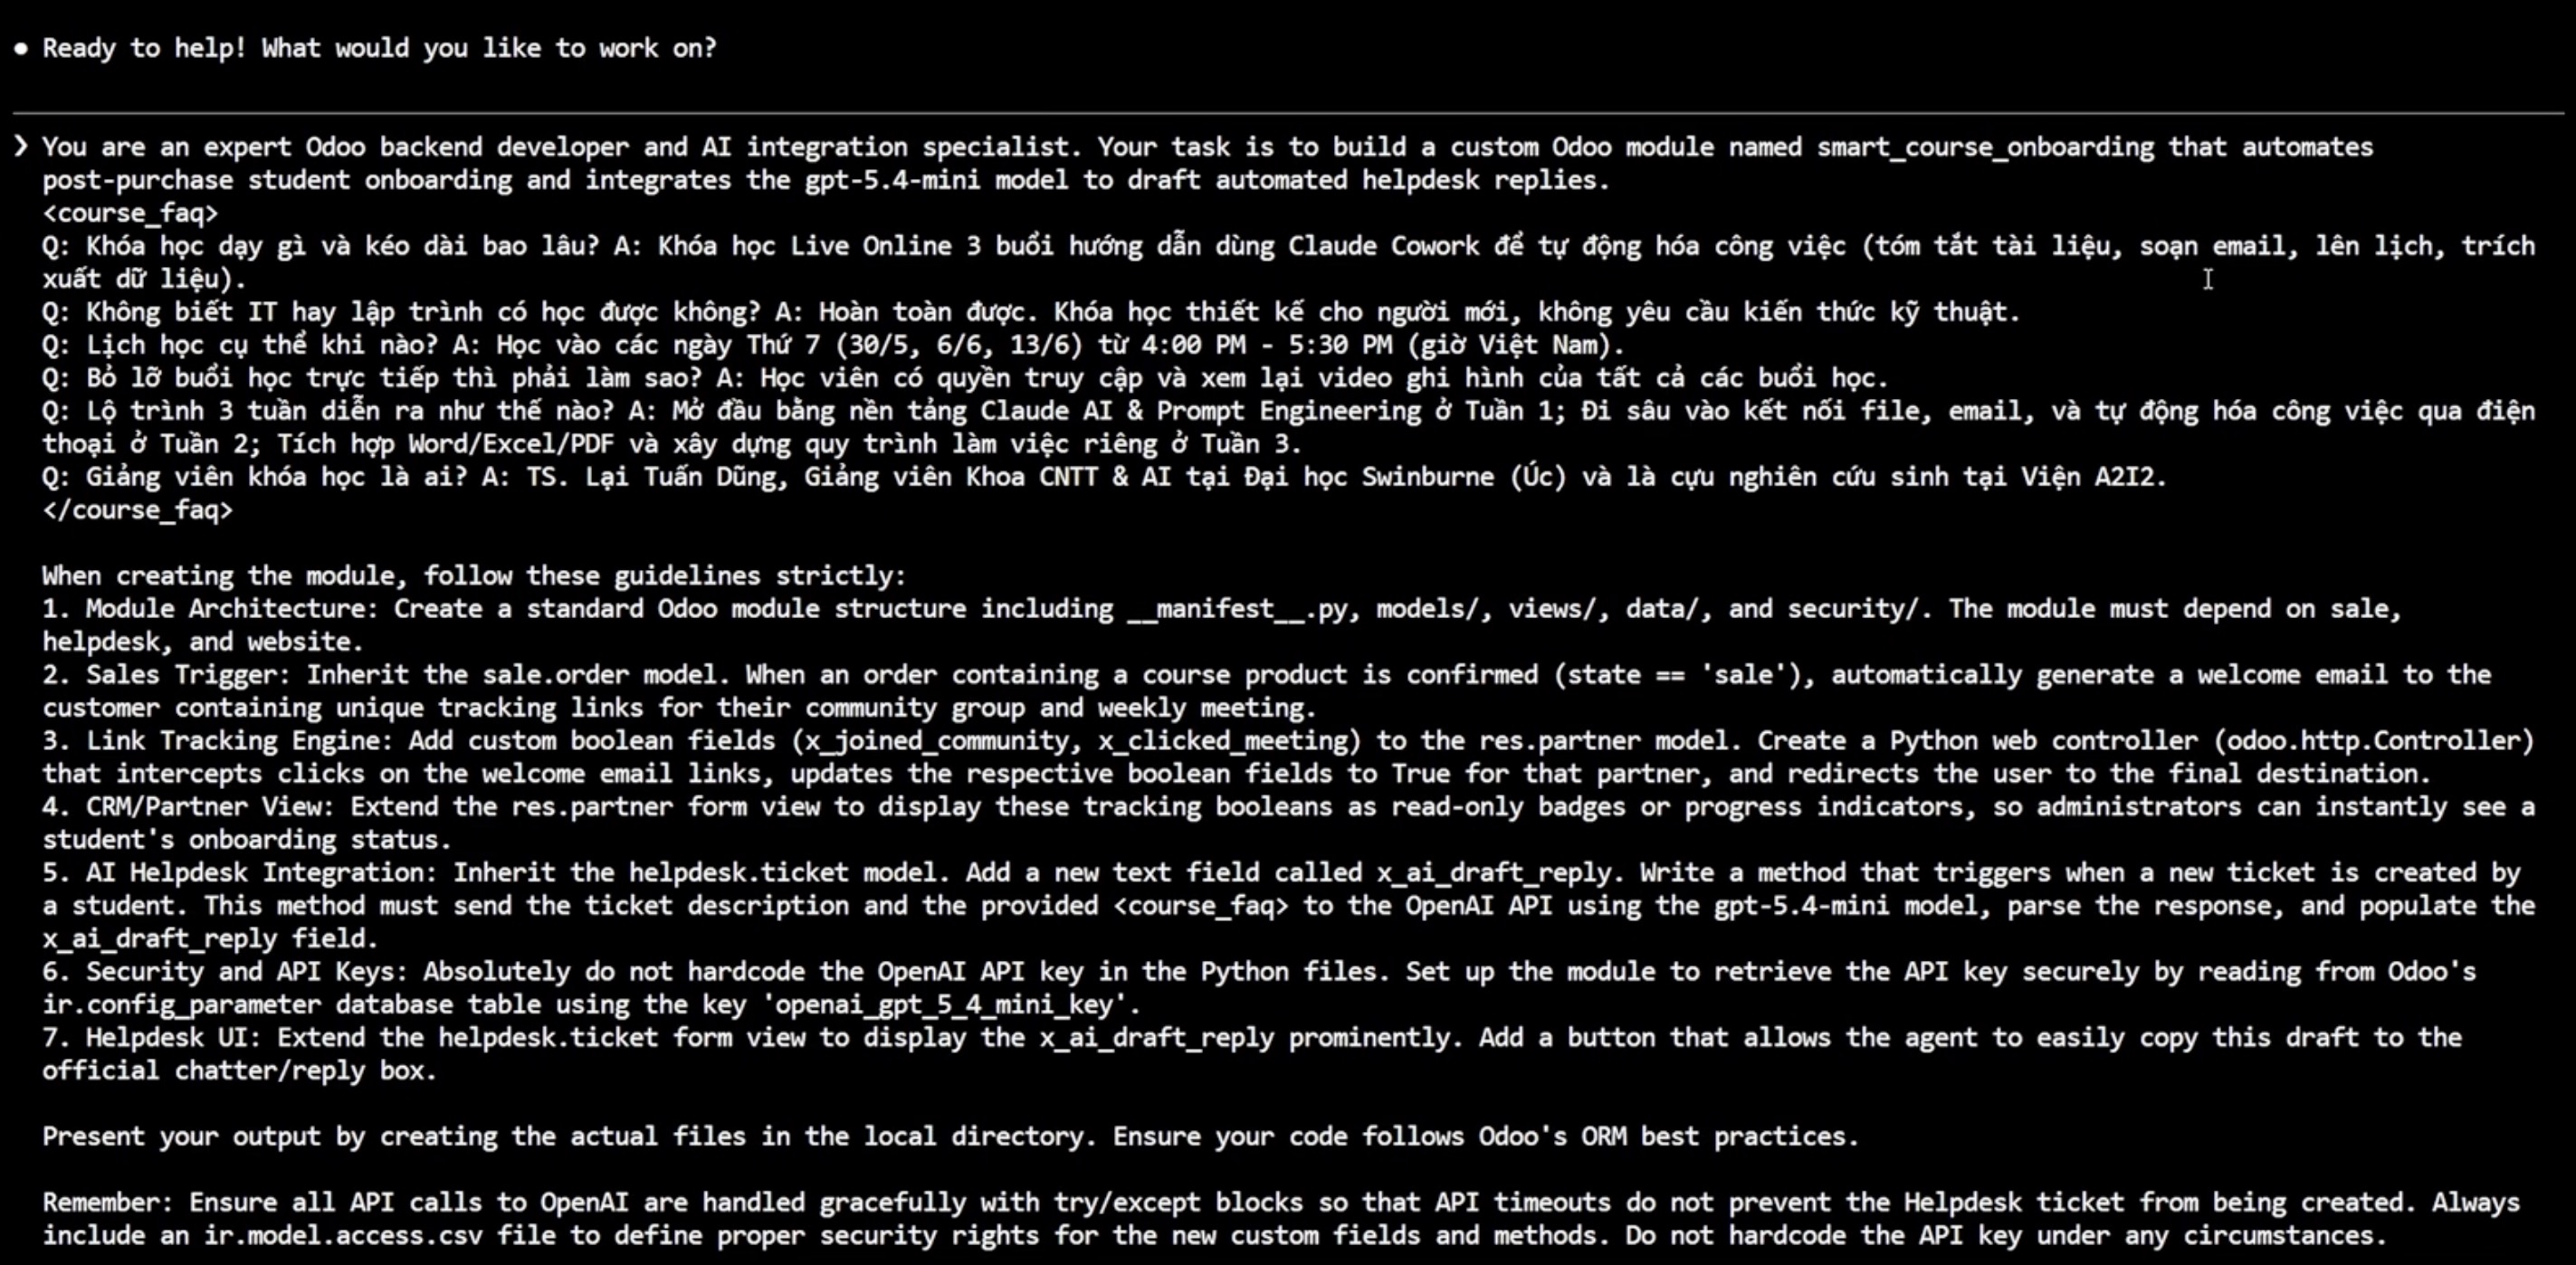 ● Ready to help! What would you like to work on?
❯ You are an expert Odoo backend developer and AI integration specialist. Your task is to build a custom Odoo module named smart_course_onboarding that automates
post-purchase student onboarding and integrates the gpt-5.4-mini model to draft automated helpdesk replies.
<course_faq>
Q: Khóa học dạy gì và kéo dài bao lâu? A: Khóa học Live Online 3 buổi hướng dẫn dùng Claude Cowork để tự động hóa công việc (tóm tắt tài liệu, soạn email, lên lịch, trích
xuất dữ liệu).
Q: Không biết IT hay lập trình có học được không? A: Hoàn toàn được. Khóa học thiết kế cho người mới, không yêu cầu kiến thức kỹ thuật.
Q: Lịch học cụ thể khi nào? A: Học vào các ngày Thứ 7 (30/5, 6/6, 13/6) từ 4:00 PM - 5:30 PM (giờ Việt Nam).
Q: Bỏ lỡ buổi học trực tiếp thì phải làm sao? A: Học viên có quyền truy cập và xem lại video ghi hình của tất cả các buổi học.
Q: Lộ trình 3 tuần diễn ra như thế nào? A: Mở đầu bằng nền tảng Claude AI & Prompt Engineering ở Tuần 1; Đi sâu vào kết nối file, email, và tự động hóa công việc qua điện
thoại ở Tuần 2; Tích hợp Word/Excel/PDF và xây dựng quy trình làm việc riêng ở Tuần 3.
Q: Giảng viên khóa học là ai? A: TS. Lại Tuấn Dũng, Giảng viên Khoa CNTT & AI tại Đại học Swinburne (Úc) và là cựu nghiên cứu sinh tại Viện A2I2.
</course_faq>
When creating the module, follow these guidelines strictly:
1. Module Architecture: Create a standard Odoo module structure including __manifest__.py, models/, views/, data/, and security/. The module must depend on sale,
helpdesk, and website.
2. Sales Trigger: Inherit the sale.order model. When an order containing a course product is confirmed (state == 'sale'), automatically generate a welcome email to the
customer containing unique tracking links for their community group and weekly meeting.
3. Link Tracking Engine: Add custom boolean fields (x_joined_community, x_clicked_meeting) to the res.partner model. Create a Python web controller (odoo.http.Controller)
that intercepts clicks on the welcome email links, updates the respective boolean fields to True for that partner, and redirects the user to the final destination.
4. CRM/Partner View: Extend the res.partner form view to display these tracking booleans as read-only badges or progress indicators, so administrators can instantly see a
student's onboarding status.
5. AI Helpdesk Integration: Inherit the helpdesk.ticket model. Add a new text field called x_ai_draft_reply. Write a method that triggers when a new ticket is created by
a student. This method must send the ticket description and the provided <course_faq> to the OpenAI API using the gpt-5.4-mini model, parse the response, and populate the
x_ai_draft_reply field.
6. Security and API Keys: Absolutely do not hardcode the OpenAI API key in the Python files. Set up the module to retrieve the API key securely by reading from Odoo's
ir.config_parameter database table using the key 'openai_gpt_5_4_mini_key'.
7. Helpdesk UI: Extend the helpdesk.ticket form view to display the x_ai_draft_reply prominently. Add a button that allows the agent to easily copy this draft to the
official chatter/reply box.
Present your output by creating the actual files in the local directory. Ensure your code follows Odoo's ORM best practices.
Remember: Ensure all API calls to OpenAI are handled gracefully with try/except blocks so that API timeouts do not prevent the Helpdesk ticket from being created. Always
include an ir.model.access.csv file to define proper security rights for the new custom fields and methods. Do not hardcode the API key under any circumstances.